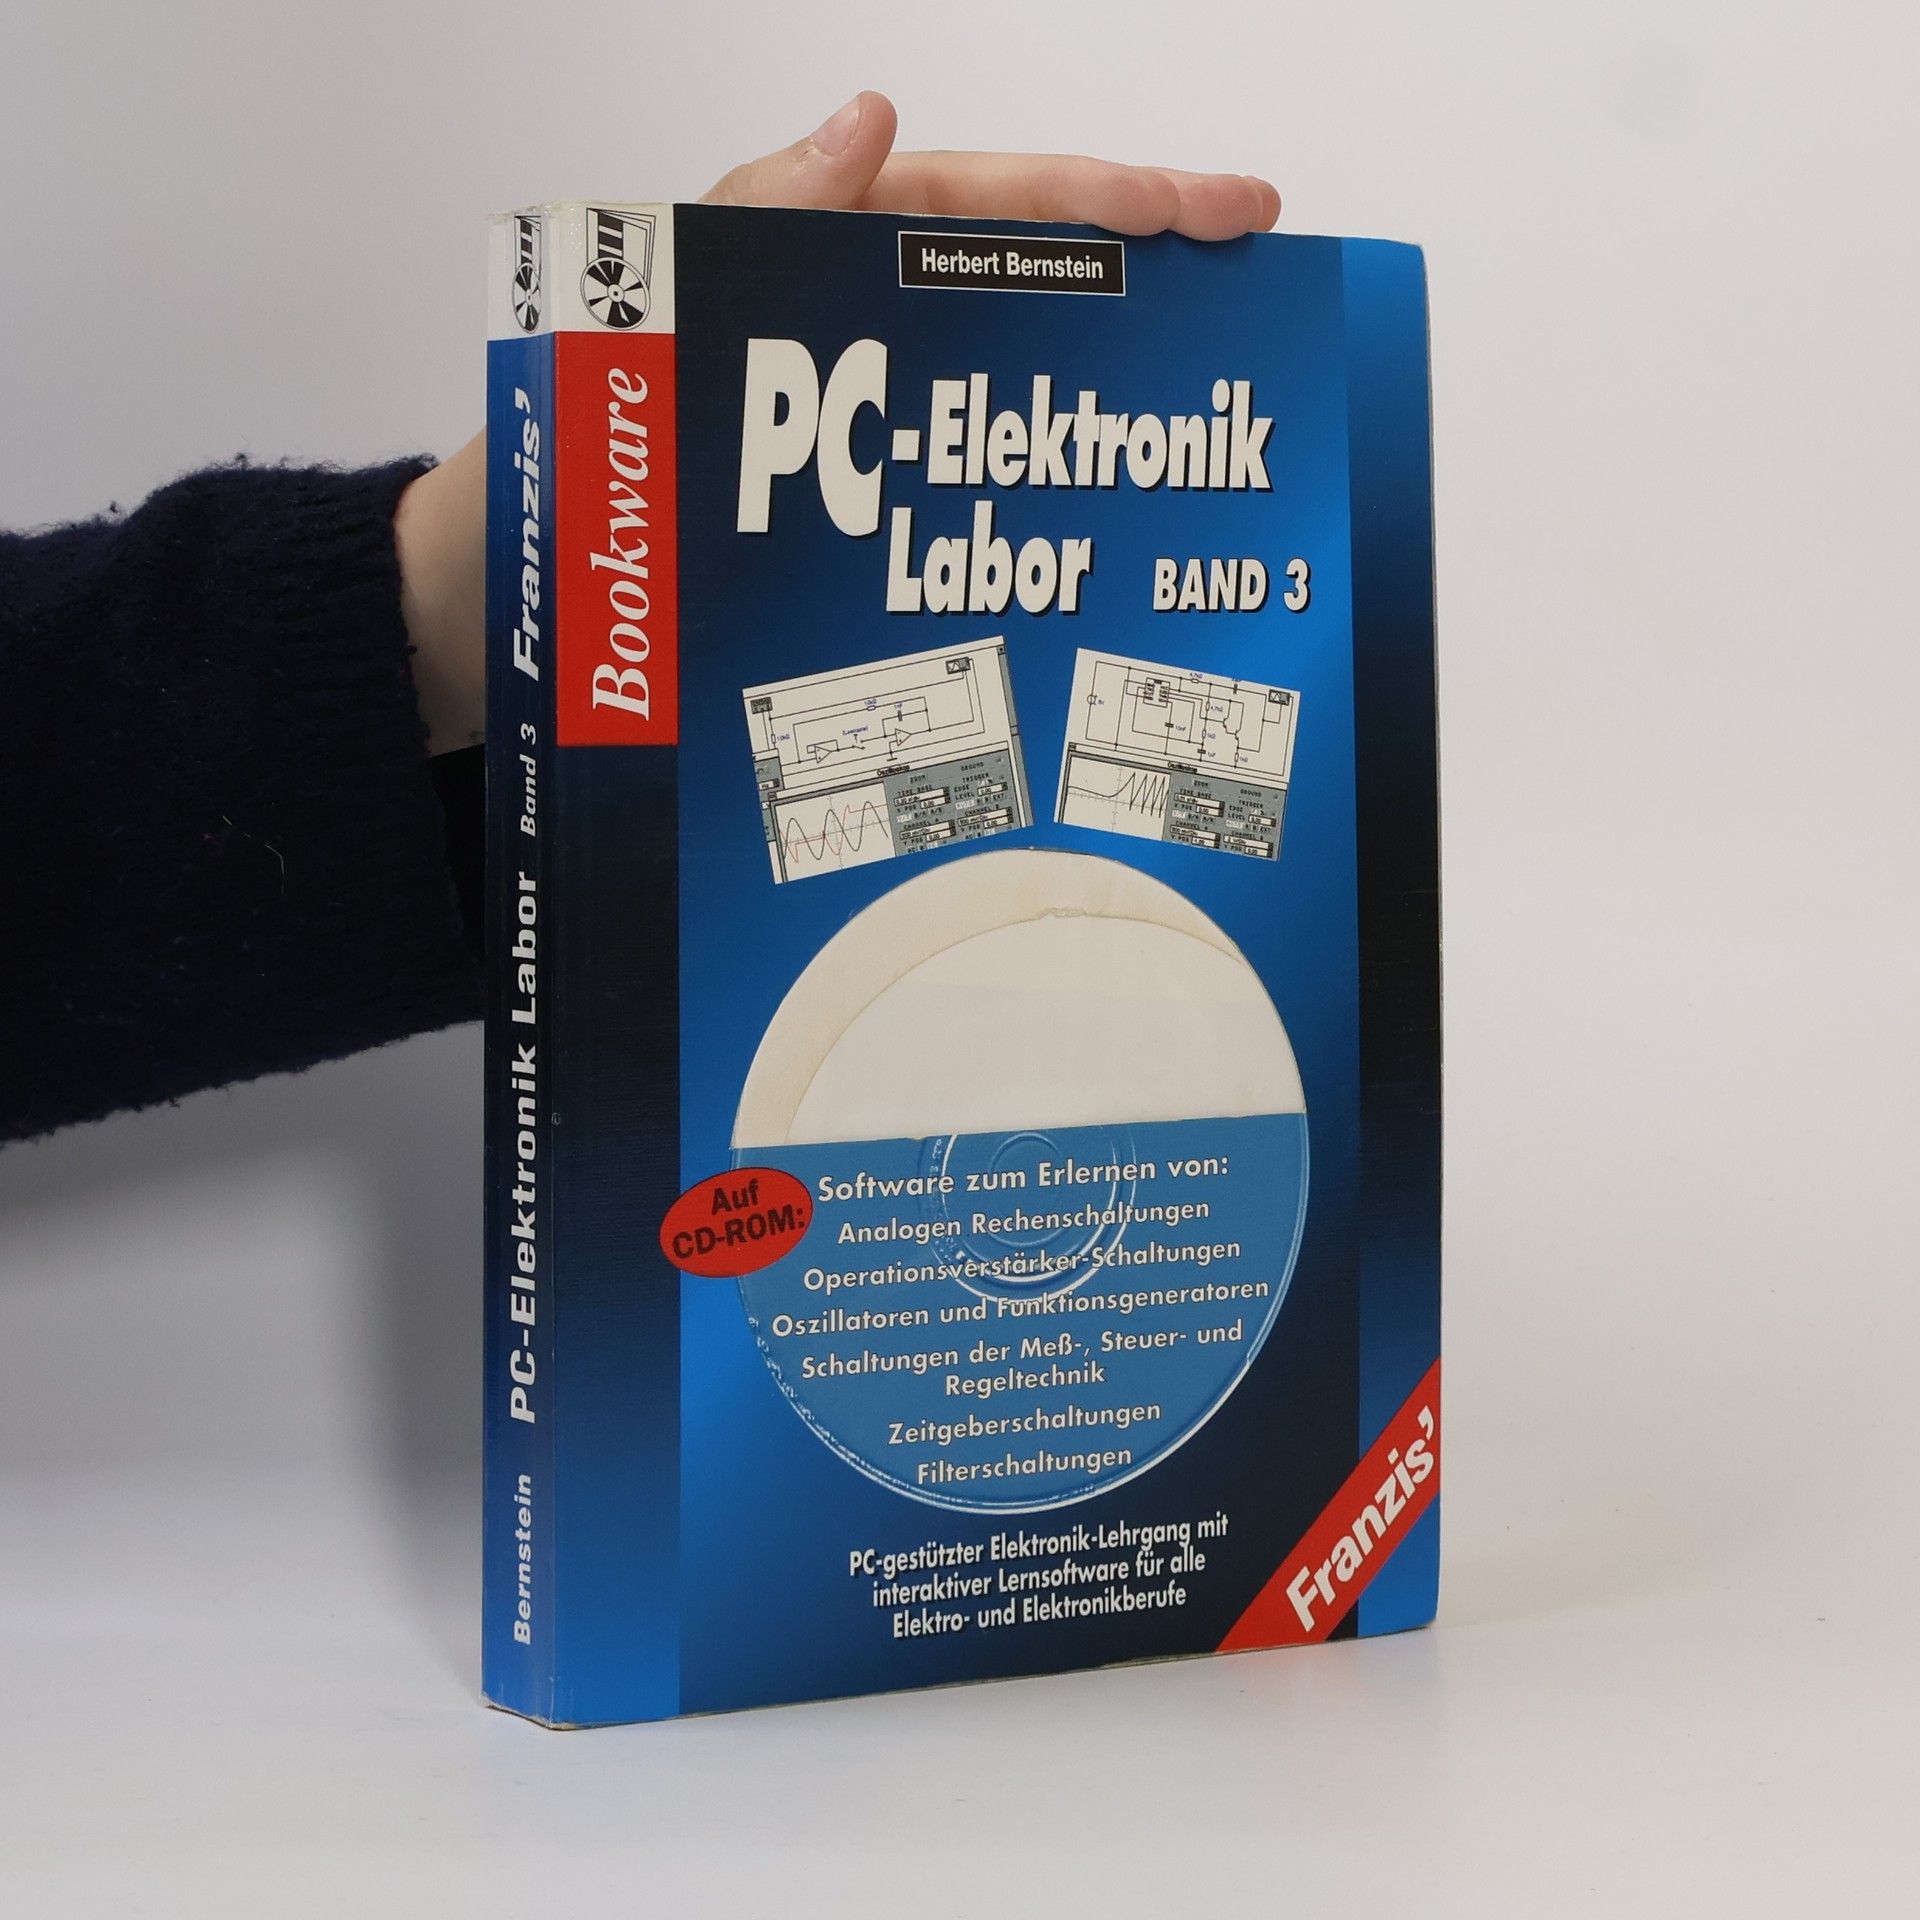 Herbert Bernstein
PC-Elektronik
Labor BAND 3
Bookware
Auf
CD-ROM:
Software zum Erlernen von:
Analogen Rechenschaltungen
Operationsverstärker-Schaltungen
Oszillatoren und Funktionsgeneratoren
Schaltungen der Meß-, Steuer- und
Regeltechnik
Zeitgeberschaltungen
Filterschaltungen
PC-gestützter Elektronik-Lehrgang mit
interaktiver Lernsoftware für alle
Elektro- und Elektronikberufe
Franzis’
Bernstein PC-Elektronik Labor Band 3 Franzis’